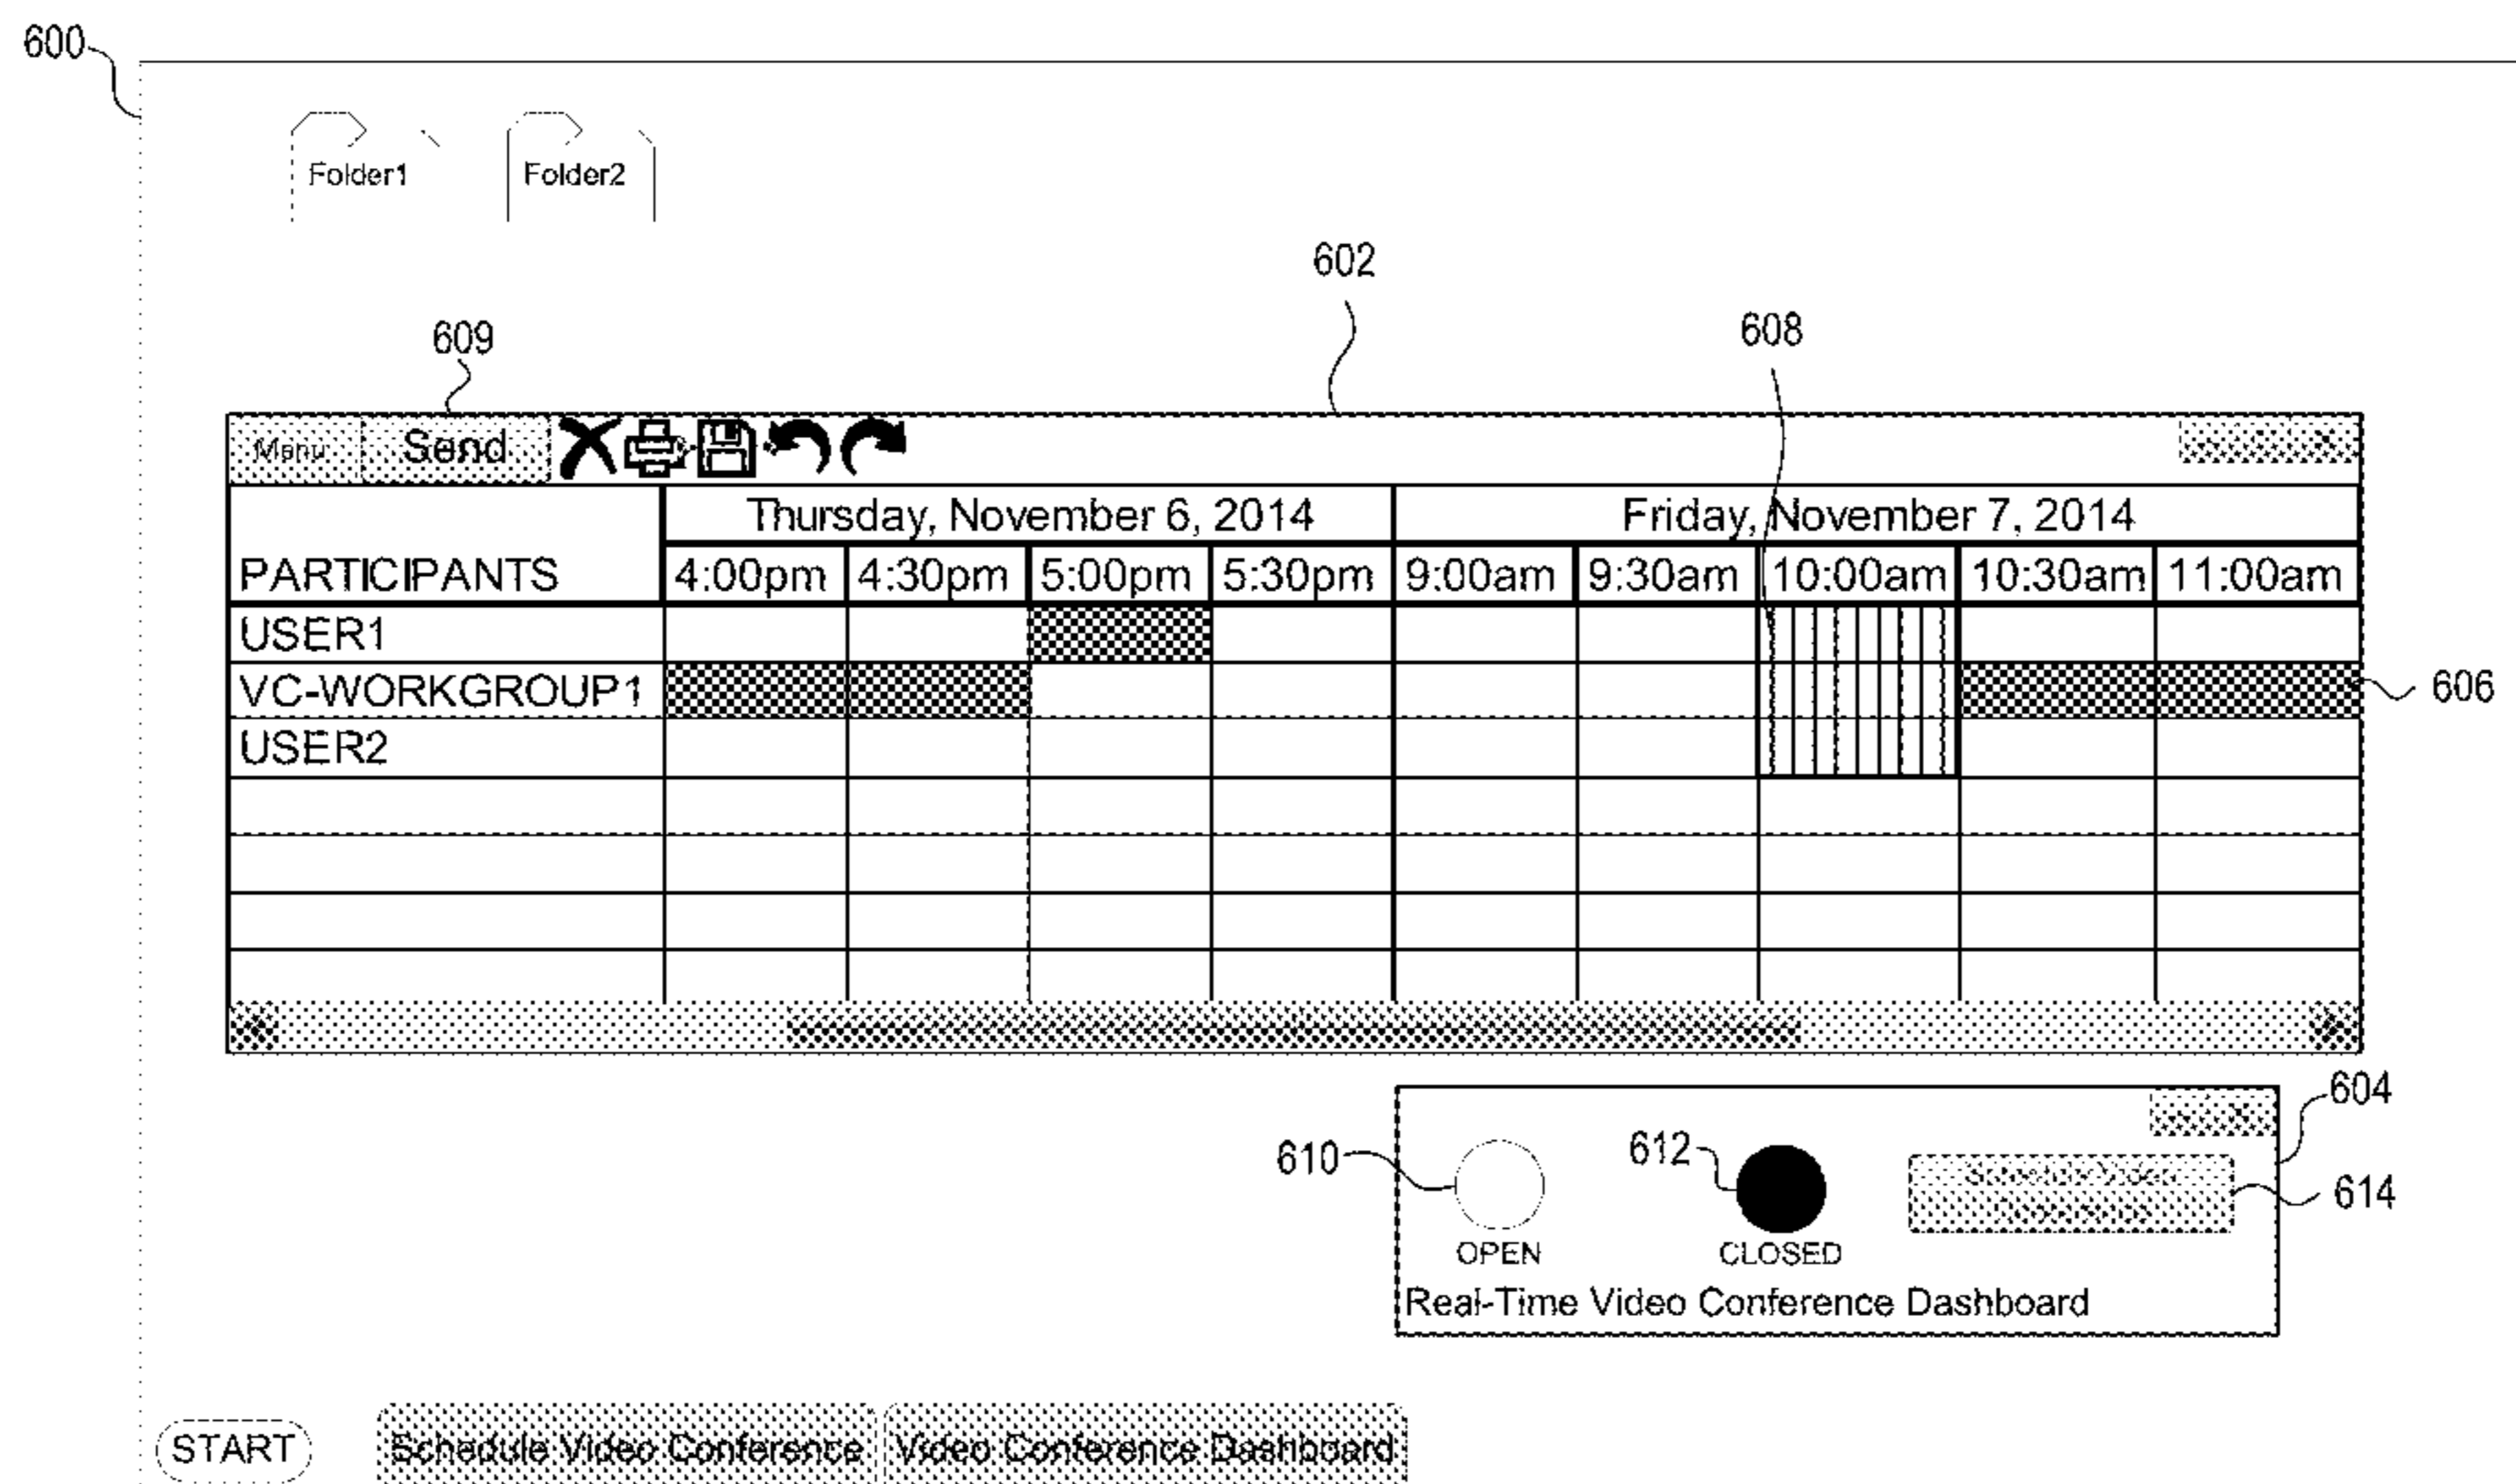 600
Folder1 Folder2
602
609 608
Menu Send
Thursday, November 6, 2014 Friday, November 7, 2014
PARTICIPANTS 4:00pm 4:30pm 5:00pm 5:30pm 9:00am 9:30am 10:00am 10:30am 11:00am
USER1
VC-WORKGROUP1 606
USER2
604
610 612
614
OPEN CLOSED
Real-Time Video Conference Dashboard
START Schedule Video Conference Video Conference Dashboard